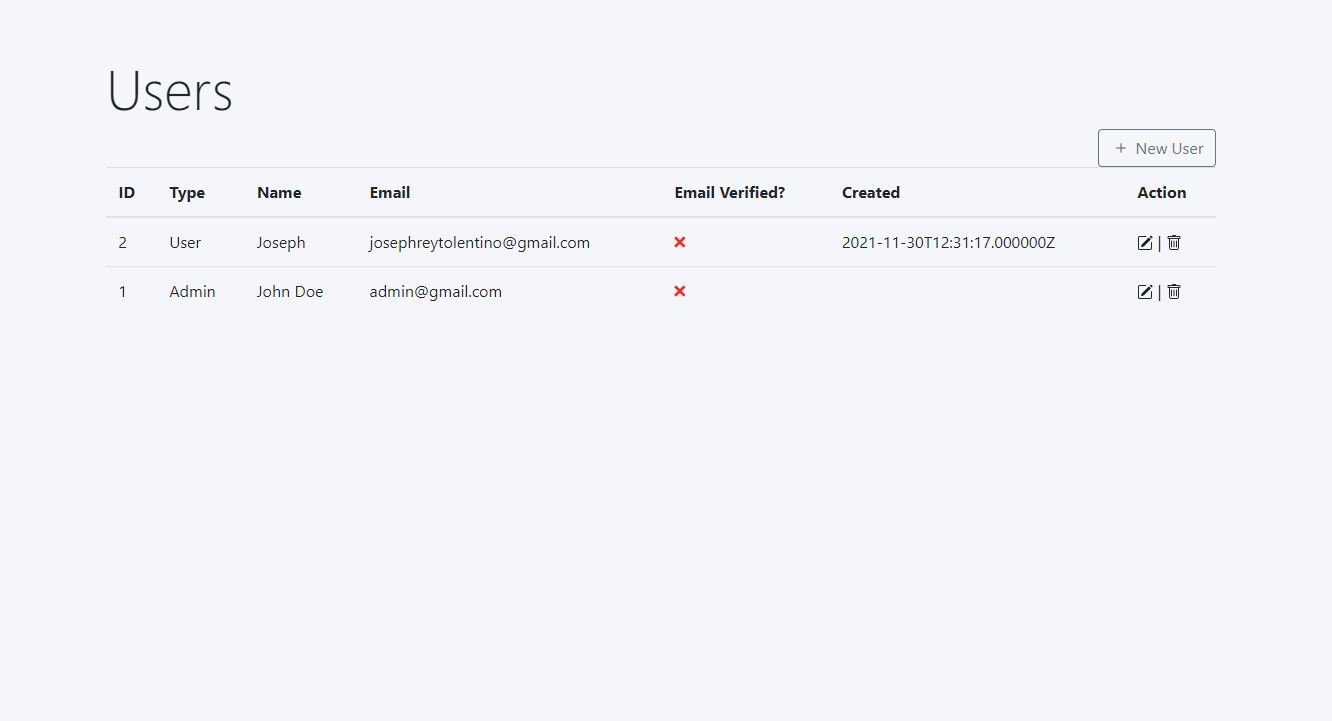 Users
+ New User
ID Type Name Email Email Verified? Created Action
2 User Joseph josephreytolentino@gmail.com 2021-11-30T12:31:17.000000Z |
1 Admin John Doe admin@gmail.com |